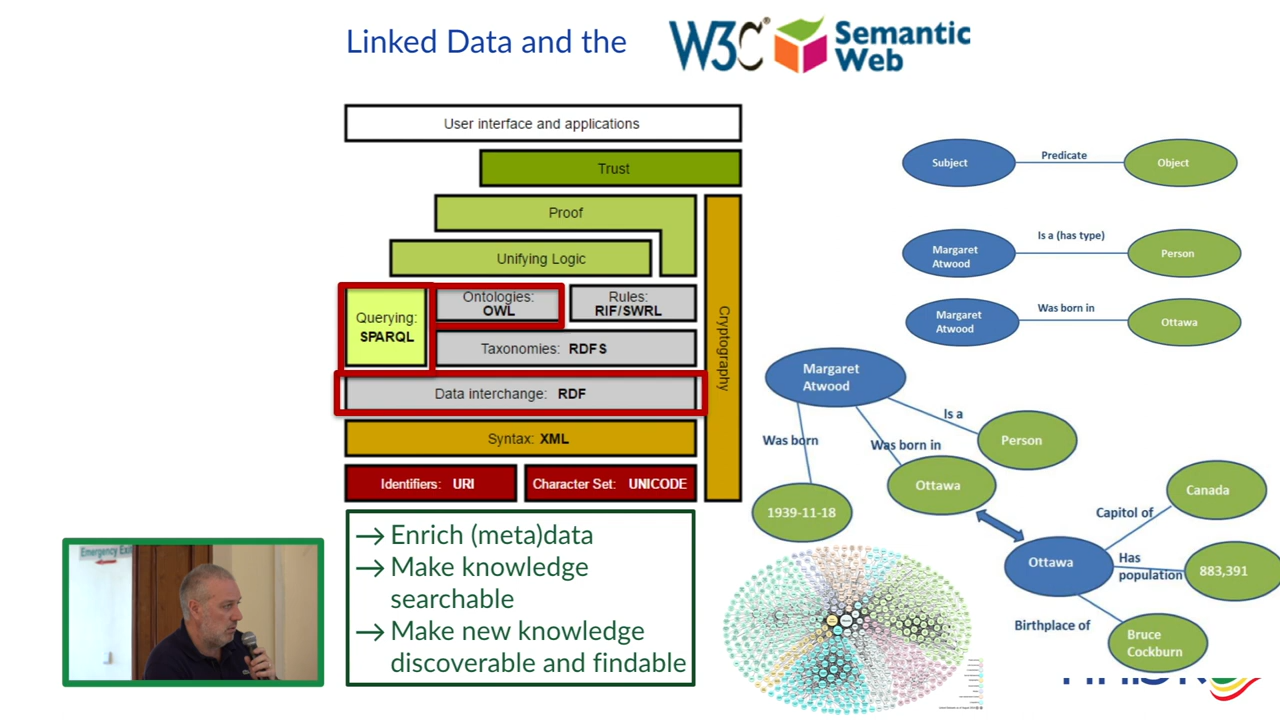 Linked Data and the
W3C® Semantic
Web
User interface and applications
Trust
Proof
Unifying Logic
Querying:
SPARQL
Ontologies:
OWL
Rules:
RIF/SWRL
Taxonomies: RDFS
Cryptography
Data interchange: RDF
Syntax: XML
Identifiers: URI
Character Set: UNICODE
→ Enrich (meta)data
→ Make knowledge
searchable
→ Make new knowledge
discoverable and findable
Subject
Predicate
Object
Margaret
Atwood
Is a (has type)
Person
Margaret
Atwood
Was born in
Ottawa
Margaret
Atwood
Is a
Person
Was born
Was born in
Ottawa
1939-11-18
Canada
Capitol of
Ottawa
Has
population
883,391
Birthplace of
Bruce
Cockburn
Emergency Exit